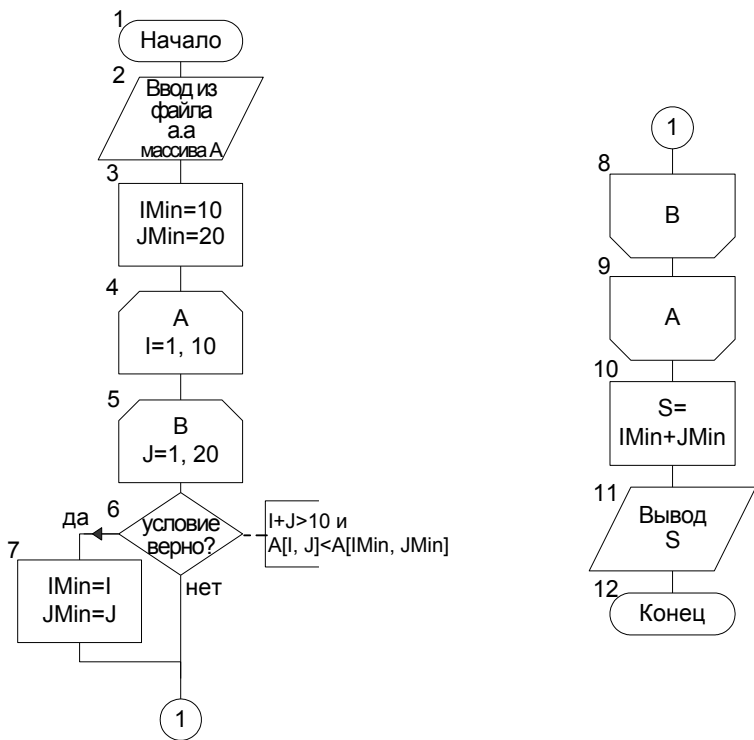 1
Начало
2
Ввод из
файла
a.a
массива А
3
IMin=10
JMin=20
4
A
I=1, 10
5
B
J=1, 20
6
условие
верно?
да
нет
I+J>10 и
A[I, J]<A[IMin, JMin]
7
IMin=I
JMin=J
1
1
8
B
9
A
10
S=
IMin+JMin
11
Вывод
S
12
Конец